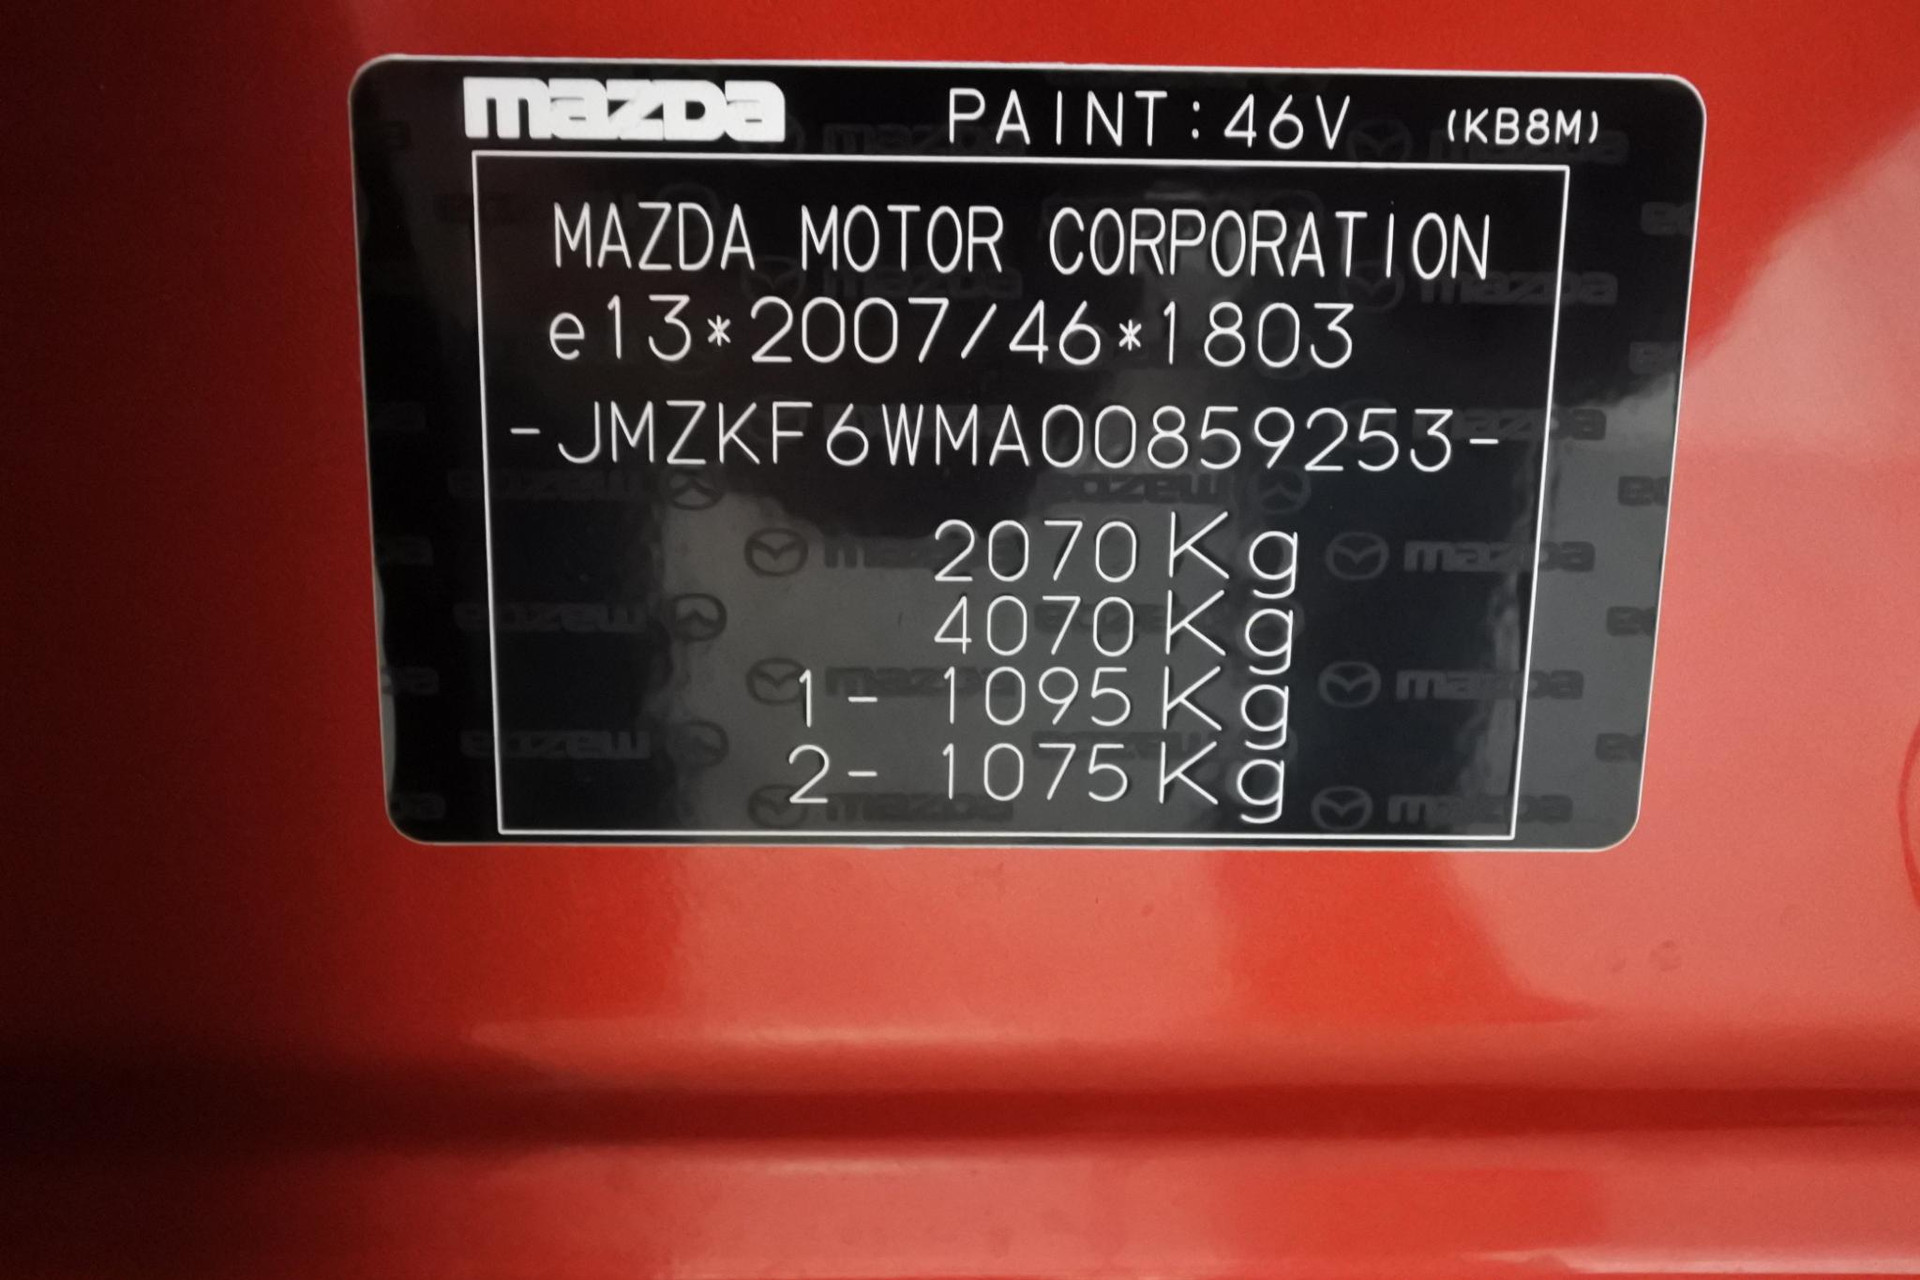 mazda PAINT:46V (KB8M)
MAZDA MOTOR CORPORATION
e13*2007/46*1803
-JMZKF6WMA00859253-
2070Kg
4070Kg
1- 1095Kg
2- 1075Kg